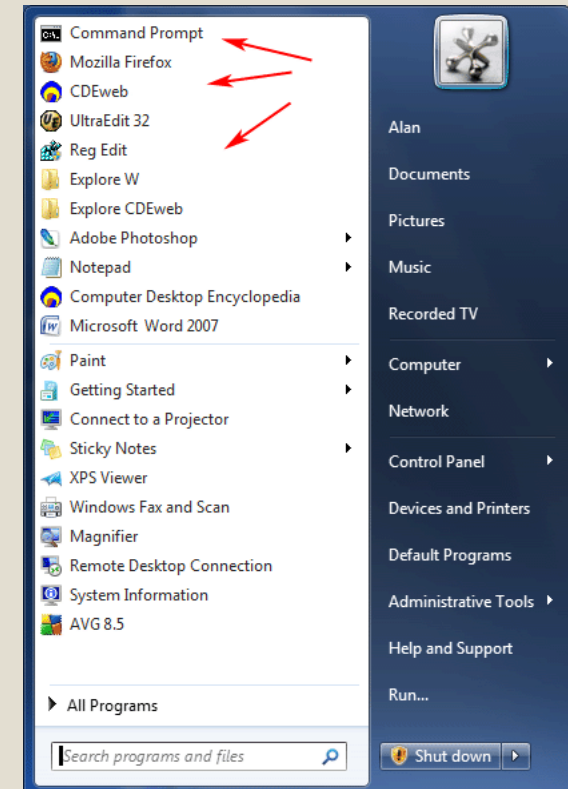 Command Prompt
Mozilla Firefox
CDEweb
UltraEdit 32
Reg Edit
Explore W
Explore CDEweb
Adobe Photoshop
Notepad
Computer Desktop Encyclopedia
Microsoft Word 2007
Paint
Getting Started
Connect to a Projector
Sticky Notes
XPS Viewer
Windows Fax and Scan
Magnifier
Remote Desktop Connection
System Information
AVG 8.5
All Programs
Search programs and files
Alan
Documents
Pictures
Music
Recorded TV
Computer
Network
Control Panel
Devices and Printers
Default Programs
Administrative Tools
Help and Support
Run...
Shut down